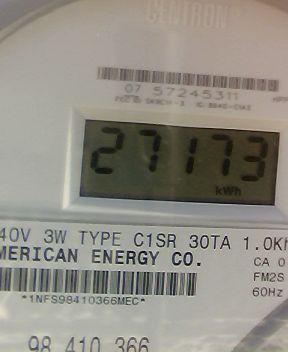 CENTRON
07 57245311
27173
kWh
40V 3W TYPE C1SR 30TA 1.0Kh
MERICAN ENERGY CO.
CA 0
FM2S
60Hz
*1NFS98410366MEC*
98 410 366